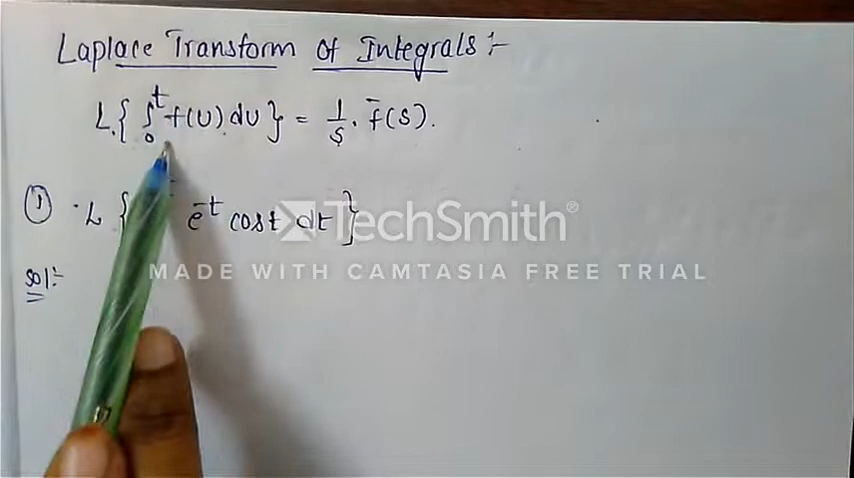 Laplace Transform Of Integrals :-
L{ ∫₀ᵗ f(u) du } = 1/s . f̄(s).
① L { e⁻ᵗ cost dt }
TechSmith®
MADE WITH CAMTASIA FREE TRIAL
Sol:-